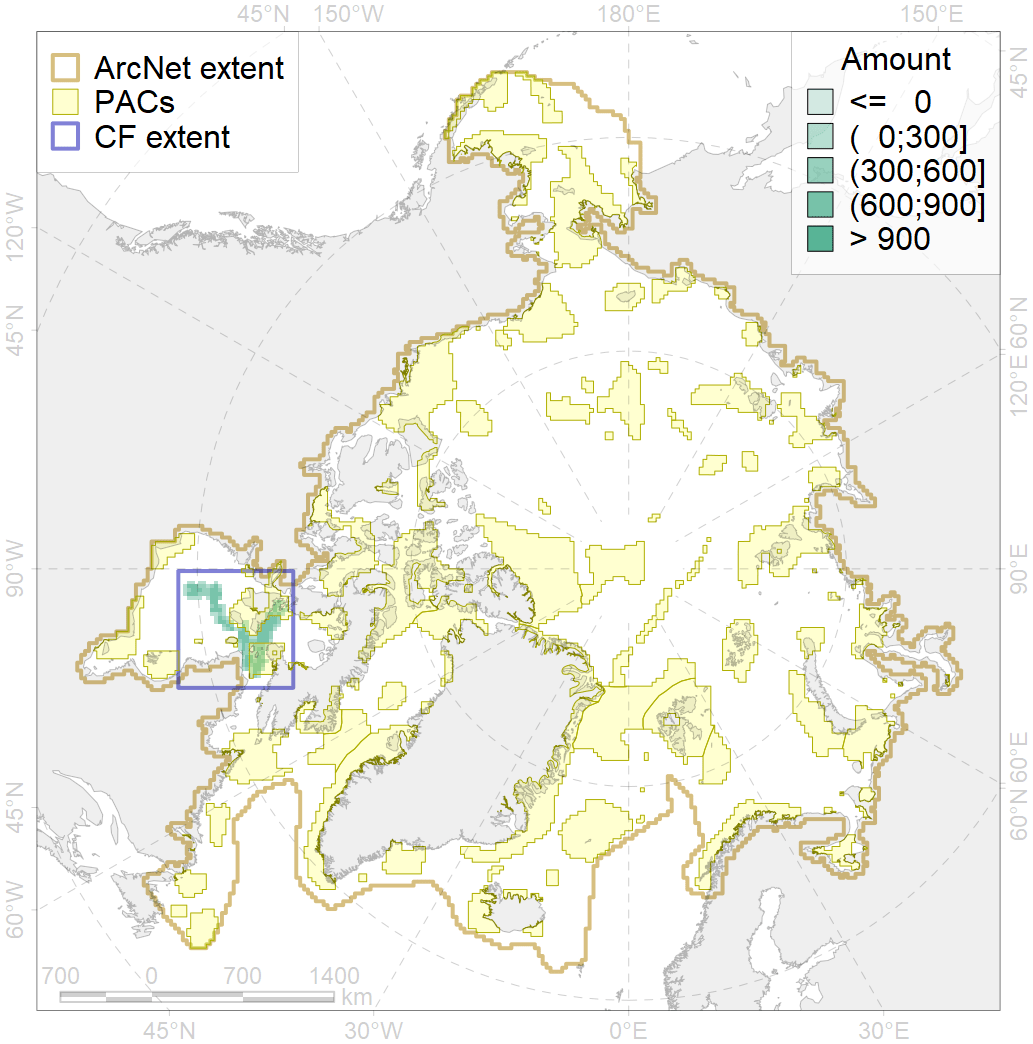 45°N 150°W 180°E 150°E
ArcNet extent
PACs
CF extent
Amount
<= 0
( 0;300]
(300;600]
(600;900]
> 900
45°N
120°W
45°N
90°W
45°N
60°W
60°N
120°E
90°E
60°E
60°N
700 0 700 1400
km
45°N 30°W 0°E 30°E